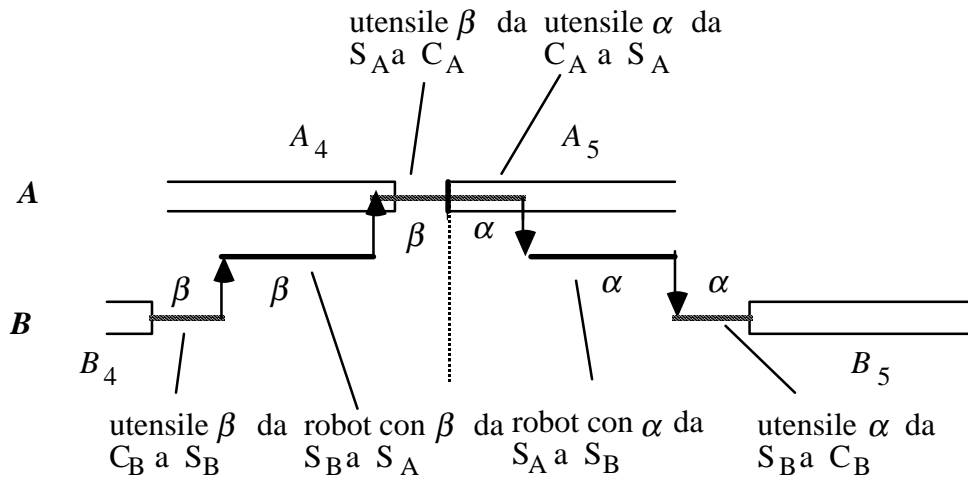 utensile β da utensile α da
S_A a C_A C_A a S_A
A_4 A_5
A
β α
β β α α
B
B_4 B_5
utensile β da robot con β da robot con α da utensile α da
C_B a S_B S_B a S_A S_A a S_B S_B a C_B